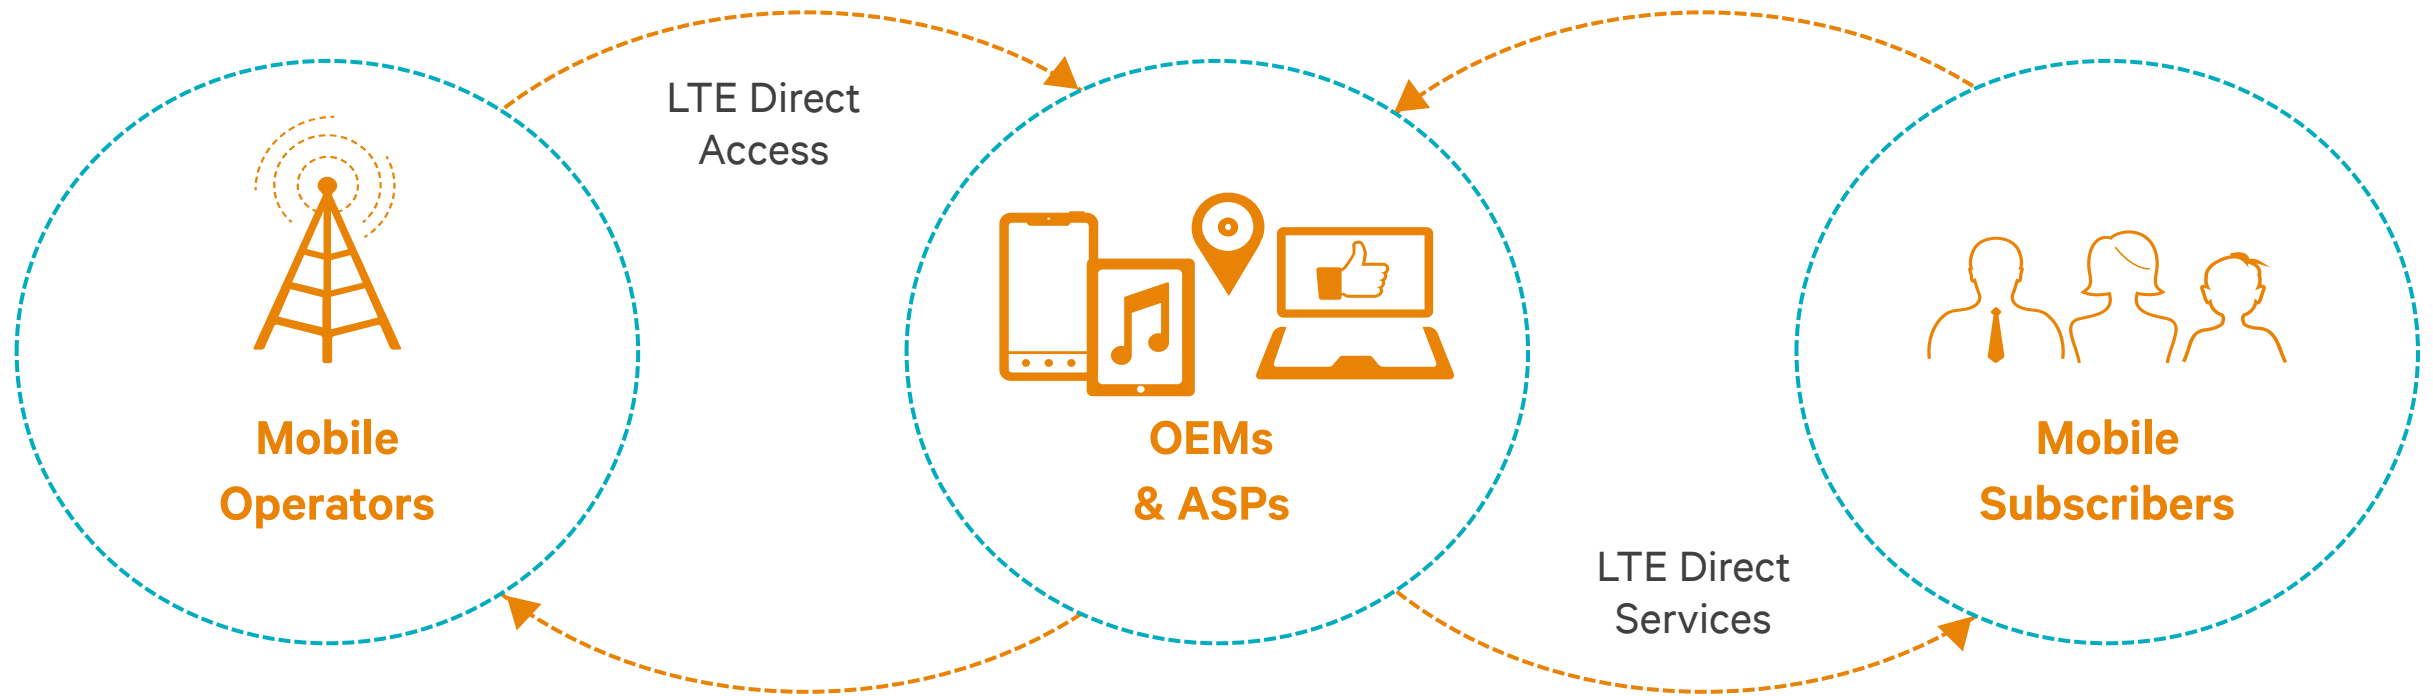 LTE Direct
Access
Mobile
Operators
OEMs
& ASPs
LTE Direct
Services
Mobile
Subscribers